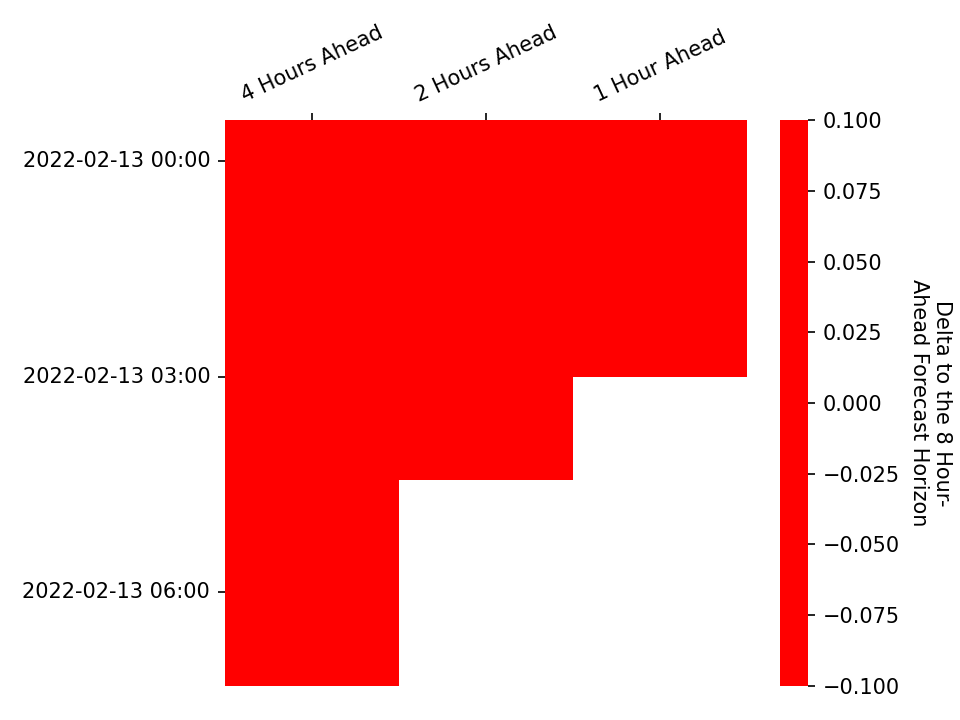 4 Hours Ahead
2 Hours Ahead
1 Hour Ahead
2022-02-13 00:00
2022-02-13 03:00
2022-02-13 06:00
0.100
0.075
0.050
0.025
0.000
−0.025
−0.050
−0.075
−0.100
Delta to the 8 Hour-
Ahead Forecast Horizon